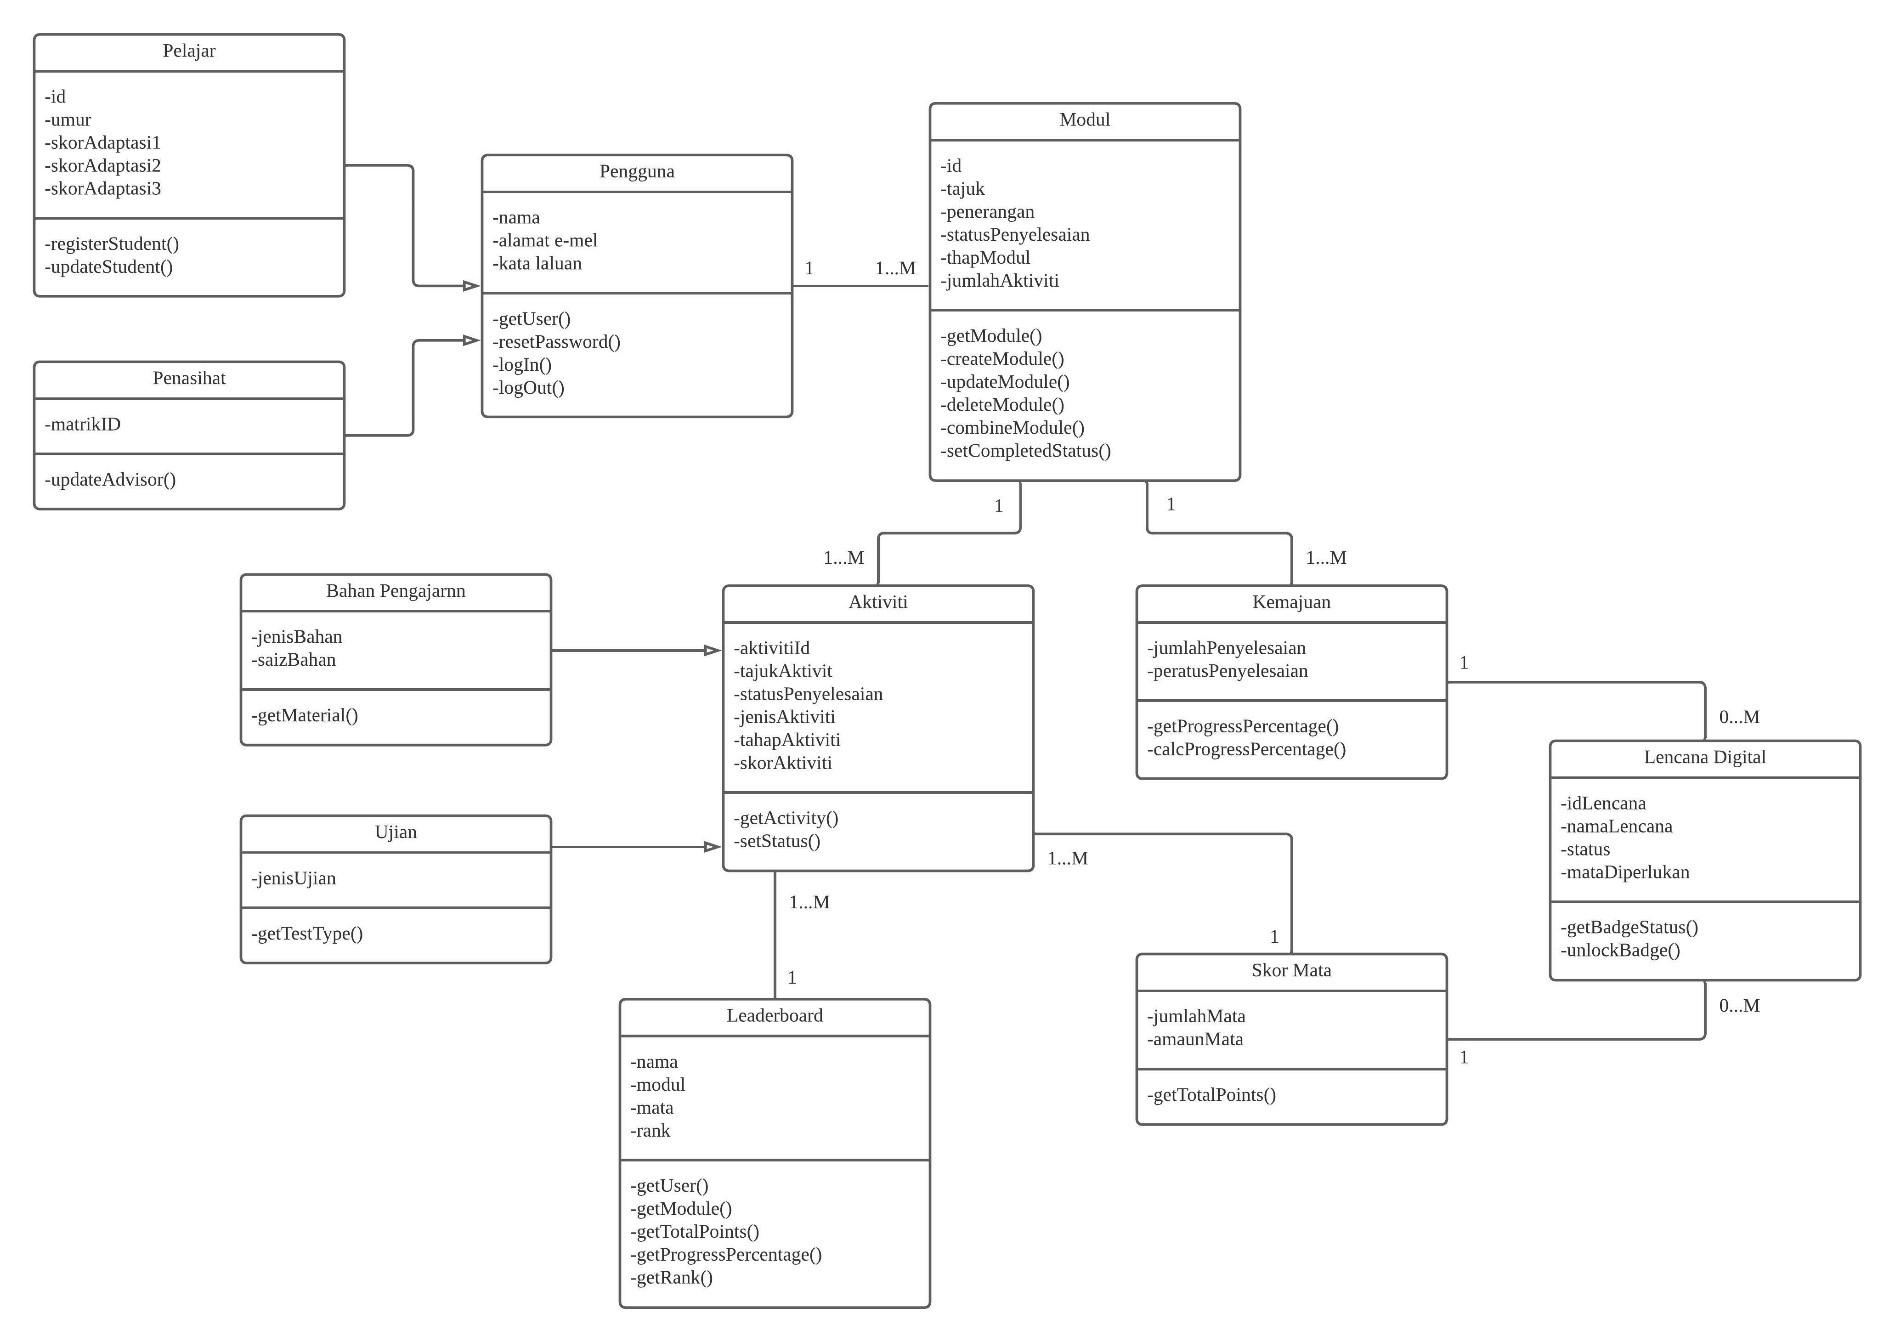 Pelajar
-id
-umur
-skorAdaptasi1
-skorAdaptasi2
-skorAdaptasi3
-registerStudent()
-updateStudent()
Penasihat
-matrikID
-updateAdvisor()
Pengguna
-nama
-alamat e-mel
-kata laluan
-getUser()
-resetPassword()
-logIn()
-logOut()
1
1...M
Modul
-id
-tajuk
-penerangan
-statusPenyelesaian
-thapModul
-jumlahAktiviti
-getModule()
-createModule()
-updateModule()
-deleteModule()
-combineModule()
-setCompletedStatus()
1
1...M
1
1...M
Bahan Pengajarnn
-jenisBahan
-saizBahan
-getMaterial()
Ujian
-jenisUjian
-getTestType()
Aktiviti
-aktivitiId
-tajukAktivit
-statusPenyelesaian
-jenisAktiviti
-tahapAktiviti
-skorAktiviti
-getActivity()
-setStatus()
1...M
1
1...M
1
Kemajuan
-jumlahPenyelesaian
-peratusPenyelesaian
-getProgressPercentage()
-calcProgressPercentage()
1
0...M
Lencana Digital
-idLencana
-namaLencana
-status
-mataDiperlukan
-getBadgeStatus()
-unlockBadge()
0...M
1
Skor Mata
-jumlahMata
-amaunMata
-getTotalPoints()
Leaderboard
-nama
-modul
-mata
-rank
-getUser()
-getModule()
-getTotalPoints()
-getProgressPercentage()
-getRank()